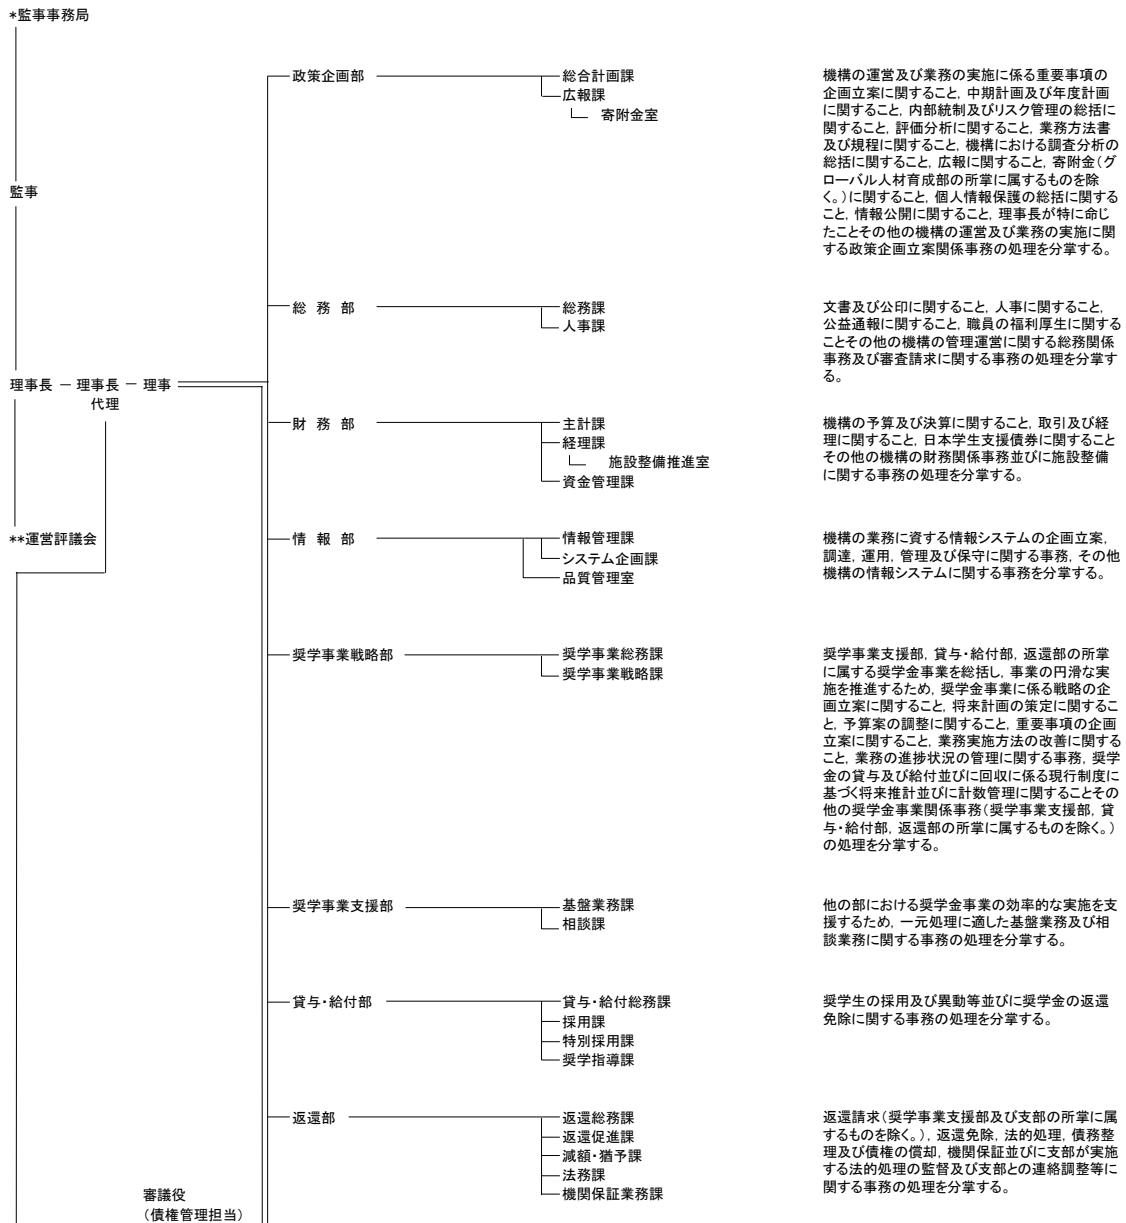 *監事事務局
政策企画部
総合計画課
広報課
寄附金室
機構の運営及び業務の実施に係る重要事項の
企画立案に関すること, 中期計画及び年度計画
に関すること, 内部統制及びリスク管理の総括に
関すること, 評価分析に関すること, 業務方法書
及び規程に関すること, 機構における調査分析の
総括に関すること, 広報に関すること, 寄附金(グ
ローバル人材育成部の所掌に属するものを除
く。)に関すること, 個人情報保護の総括に関する
こと, 情報公開に関すること, 理事長が特に命じ
たことその他の機構の運営及び業務の実施に関
する政策企画立案関係事務の処理を分掌する。
監事
総 務 部
総務課
人事課
文書及び公印に関すること, 人事に関すること,
公益通報に関すること, 職員の福利厚生に関する
ことその他の機構の管理運営に関する総務関係
事務及び審査請求に関する事務の処理を分掌す
る。
理事長 − 理事長 − 理事
代理
財 務 部
主計課
経理課
施設整備推進室
資金管理課
機構の予算及び決算に関すること, 取引及び経
理に関すること, 日本学生支援債券に関すること
その他の機構の財務関係事務並びに施設整備
に関する事務の処理を分掌する。
**運営評議会
情 報 部
情報管理課
システム企画課
品質管理室
機構の業務に資する情報システムの企画立案,
調達, 運用, 管理及び保守に関する事務, その他
機構の情報システムに関する事務を分掌する。
奨学事業戦略部
奨学事業総務課
奨学事業戦略課
奨学事業支援部, 貸与・給付部, 返還部の所掌
に属する奨学金事業を総括し, 事業の円滑な実
施を推進するため, 奨学金事業に係る戦略の企
画立案に関すること, 将来計画の策定に関するこ
と, 予算案の調整に関すること, 重要事項の企画
立案に関すること, 業務実施方法の改善に関する
こと, 業務の進捗状況の管理に関する事務, 奨学
金の貸与及び給付並びに回収に係る現行制度に
基づく将来推計並びに計数管理に関することその
他の奨学金事業関係事務(奨学事業支援部, 貸
与・給付部, 返還部の所掌に属するものを除く。)
の処理を分掌する。
奨学事業支援部
基盤業務課
相談課
他の部における奨学金事業の効率的な実施を支
援するため, 一元処理に適した基盤業務及び相
談業務に関する事務の処理を分掌する。
貸与・給付部
貸与・給付総務課
採用課
特別採用課
奨学指導課
奨学生の採用及び異動等並びに奨学金の返還
免除に関する事務の処理を分掌する。
返還部
返還総務課
返還促進課
減額・猶予課
法務課
機関保証業務課
返還請求(奨学事業支援部及び支部の所掌に属
するものを除く。), 返還免除, 法的処理, 債務整
理及び債権の償却, 機関保証並びに支部が実施
する法的処理の監督及び支部との連絡調整等に
関する事務の処理を分掌する。
審議役
(債権管理担当)